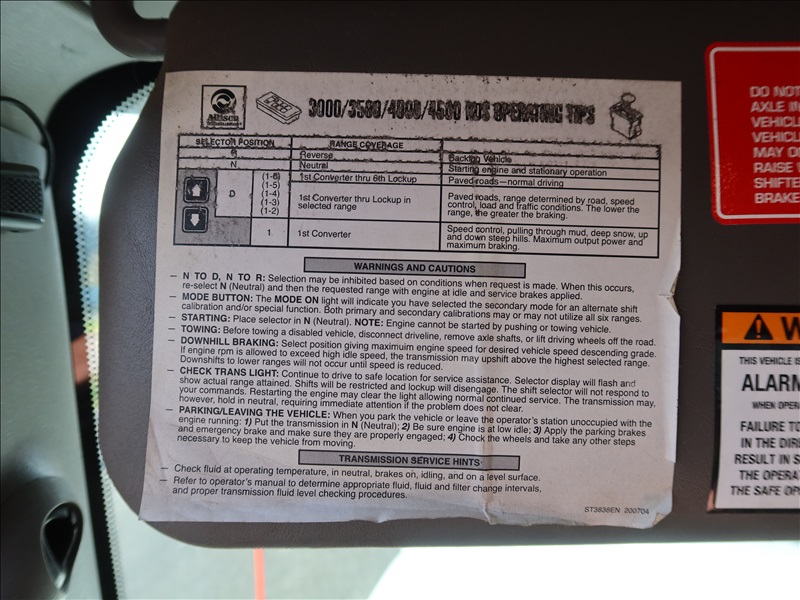 Allison
3000/3500/4000/4500 RDS OPERATING TIPS
SELECTOR POSITION RANGE COVERAGE
R Reverse Backing Vehicle
N Neutral Starting engine and stationary operation
D (1-6) 1st Converter thru 6th Lockup Paved roads—normal driving
(1-5)
(1-4)
(1-3)
(1-2)
1st Converter thru Lockup in
selected range
Paved roads, range determined by road, speed
control, load and traffic conditions. The lower the
range, the greater the braking.
1 1st Converter
Speed control, pulling through mud, deep snow, up
and down steep hills. Maximum output power and
maximum braking.
WARNINGS AND CAUTIONS
– N TO D, N TO R: Selection may be inhibited based on conditions when request is made. When this occurs,
re-select N (Neutral) and then the requested range with engine at idle and service brakes applied.
– MODE BUTTON: The MODE ON light will indicate you have selected the secondary mode for an alternate shift
calibration and/or special function. Both primary and secondary calibrations may or may not utilize all six ranges.
– STARTING: Place selector in N (Neutral). NOTE: Engine cannot be started by pushing or towing vehicle.
– TOWING: Before towing a disabled vehicle, disconnect driveline, remove axle shafts, or lift driving wheels off the road.
– DOWNHILL BRAKING: Select position giving maximum engine speed for desired vehicle speed descending grade.
If engine rpm is allowed to exceed high idle speed, the transmission may upshift above the highest selected range.
Downshifts to lower ranges will not occur until speed is reduced.
– CHECK TRANS LIGHT: Continue to drive to safe location for service assistance. Selector display will flash and
show actual range attained. Shifts will be restricted and lockup will disengage. The shift selector will not respond to
your commands. Restarting the engine may clear the light allowing normal continued service. The transmission may,
however, hold in neutral, requiring immediate attention if the problem does not clear.
– PARKING/LEAVING THE VEHICLE: When you park the vehicle or leave the operator's station unoccupied with the
engine running: 1) Put the transmission in N (Neutral); 2) Be sure engine is at low idle; 3) Apply the parking brakes
and emergency brake and make sure they are properly engaged; 4) Chock the wheels and take any other steps
necessary to keep the vehicle from moving.
TRANSMISSION SERVICE HINTS
– Check fluid at operating temperature, in neutral, brakes on, idling, and on a level surface.
– Refer to operator's manual to determine appropriate fluid, fluid and filter change intervals,
and proper transmission fluid level checking procedures.
ST3838EN 200704
DO NOT
AXLE IN
VEHICL
VEHICL
MAY O
RAISE
SHIFTE
BRAKE
W
THIS VEHICLE IS
ALARM
WHEN OPER
FAILURE TO
IN THE DIR
RESULT IN S
THE OPERA
THE SAFE OP